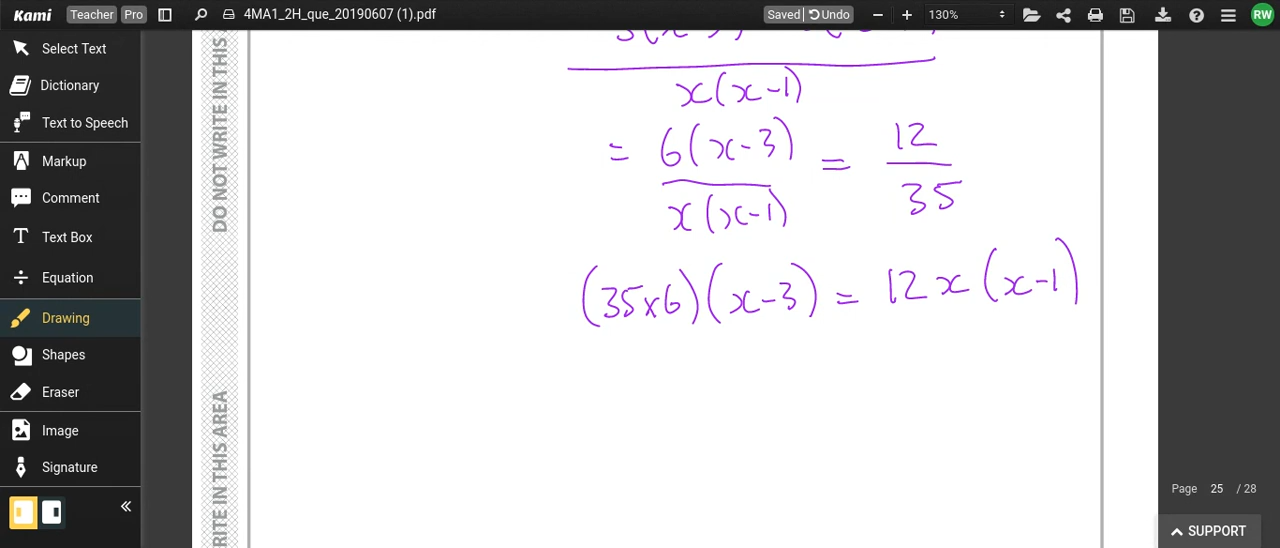 Kami Teacher Pro 4MA1_2H_que_20190607 (1).pdf Saved Undo 130% RW
Select Text
Dictionary
Text to Speech
Markup
Comment
Text Box
Equation
Drawing
Shapes
Eraser
Image
Signature
DO NOT WRITE IN THIS
RITE IN THIS AREA
x(x-1)
= 6(x-3) = 12
x(x-1) 35
(35×6)(x-3) = 12x(x-1)
Page 25 / 28
SUPPORT